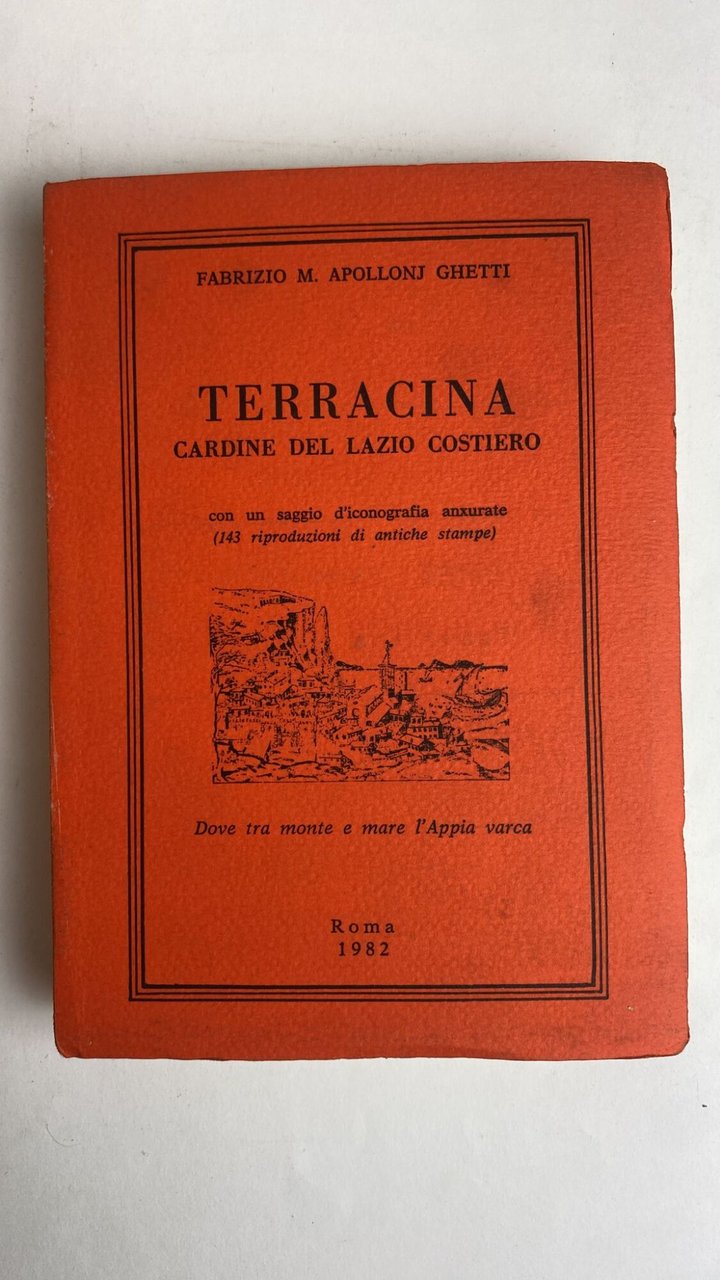 FABRIZIO M. APOLLONJ GHETTI
TERRACINA
CARDINE DEL LAZIO COSTIERO
con un saggio d'iconografia anxurate
(143 riproduzioni di antiche stampe)
Dove tra monte e mare l'Appia varca
Roma
1982